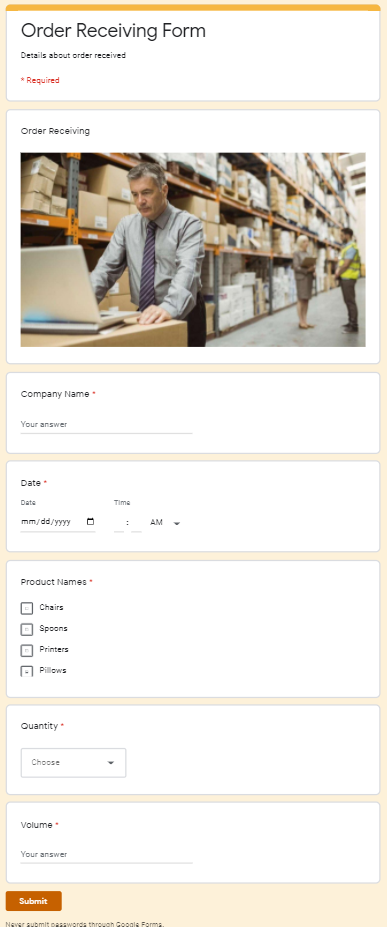 Order Receiving Form
Details about order received
* Required
Order Receiving
Company Name *
Your answer
Date *
Date Time
mm/dd/yyyy : AM
Product Names *
Chairs
Spoons
Printers
Pillows
Quantity *
Choose
Volume *
Your answer
Submit
Never submit passwords through Google Forms.